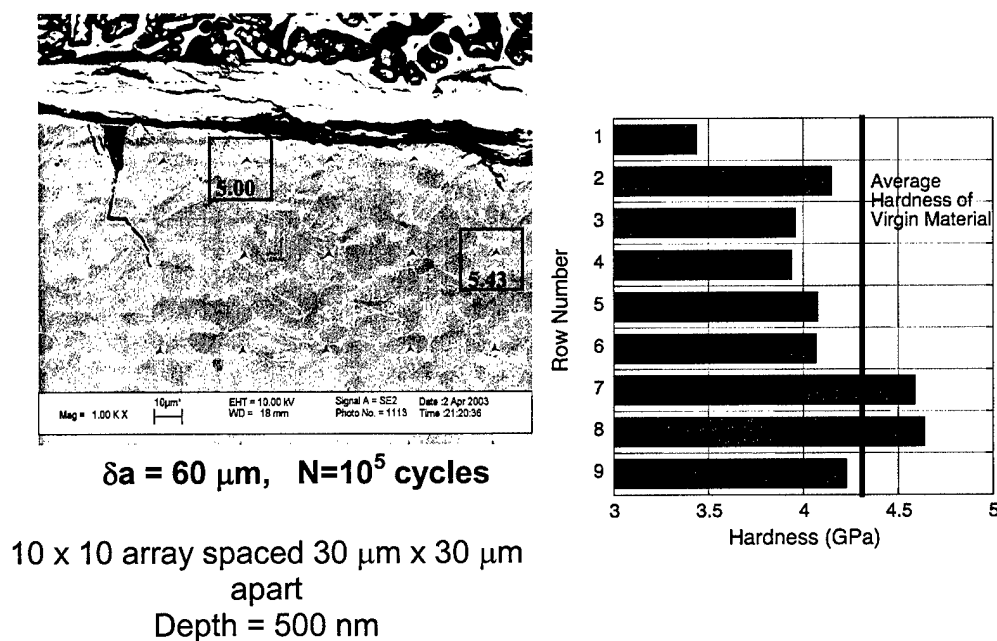 5.00
5.43
Mag = 1.00 K X
10µm
EHT = 10.00 kV
WD = 18 mm
Signal A = SE2
Photo No. = 1113
Date :2 Apr 2003
Time :21:20:36
δa = 60 µm, N=10⁵ cycles
10 x 10 array spaced 30 µm x 30 µm
apart
Depth = 500 nm
Row Number
1
2
3
4
5
6
7
8
9
Average
Hardness of
Virgin Material
3 3.5 4 4.5 5
Hardness (GPa)